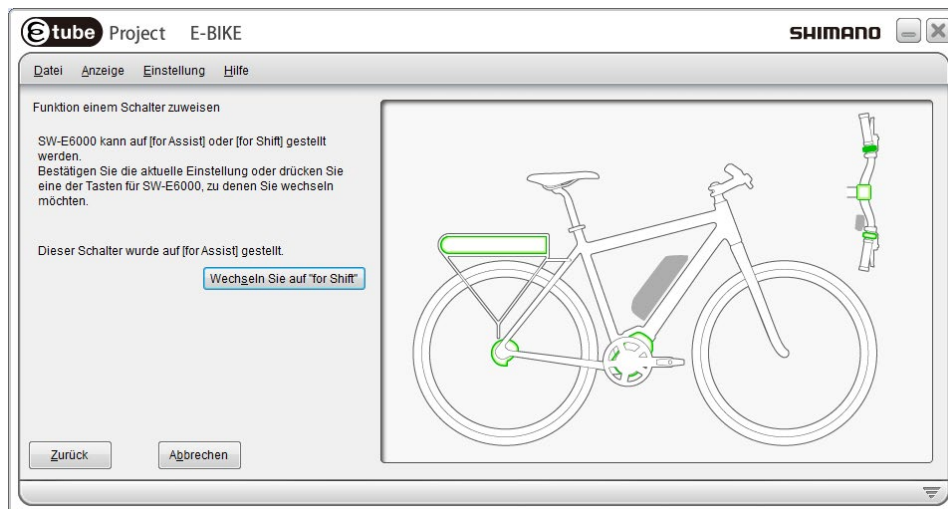 Etube Project E-BIKE SHIMANO
Datei Anzeige Einstellung Hilfe
Funktion einem Schalter zuweisen
SW-E6000 kann auf [for Assist] oder [for Shift] gestellt
werden.
Bestätigen Sie die aktuelle Einstellung oder drücken Sie
eine der Tasten für SW-E6000, zu denen Sie wechseln
möchten.
Dieser Schalter wurde auf [for Assist] gestellt.
Wechseln Sie auf "for Shift"
Zurück Abbrechen